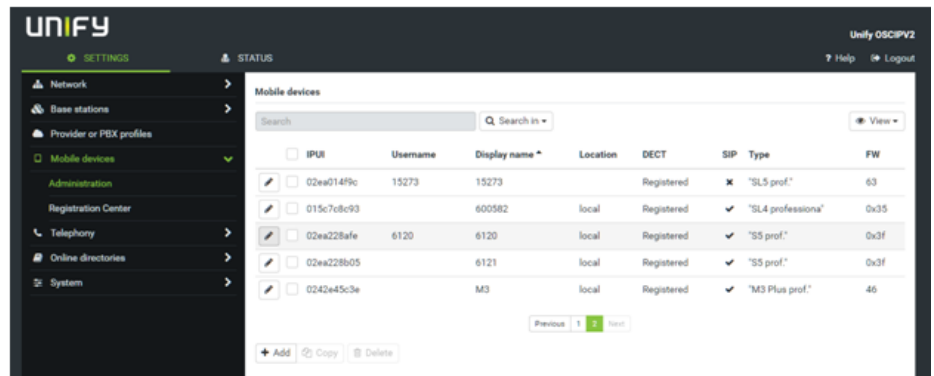 UNIFY
Unify OSCIPV2
SETTINGS STATUS ? Help Logout
Network
Base stations
Provider or PBX profiles
Mobile devices
Administration
Registration Center
Telephony
Online directories
System
Mobile devices
Search Search in View
IPUI Username Display name Location DECT SIP Type FW
02ea014f9c 15273 15273 Registered ✖ "SL5 prof." 63
015c7c8c93 600582 local Registered ✔ "SL4 professiona" 0x35
02ea228afe 6120 6120 local Registered ✔ "S5 prof." 0x3f
02ea228b05 6121 local Registered ✔ "S5 prof." 0x3f
0242e45c3e M3 local Registered ✔ "M3 Plus prof." 46
Previous 1 2 Next
+ Add Copy Delete